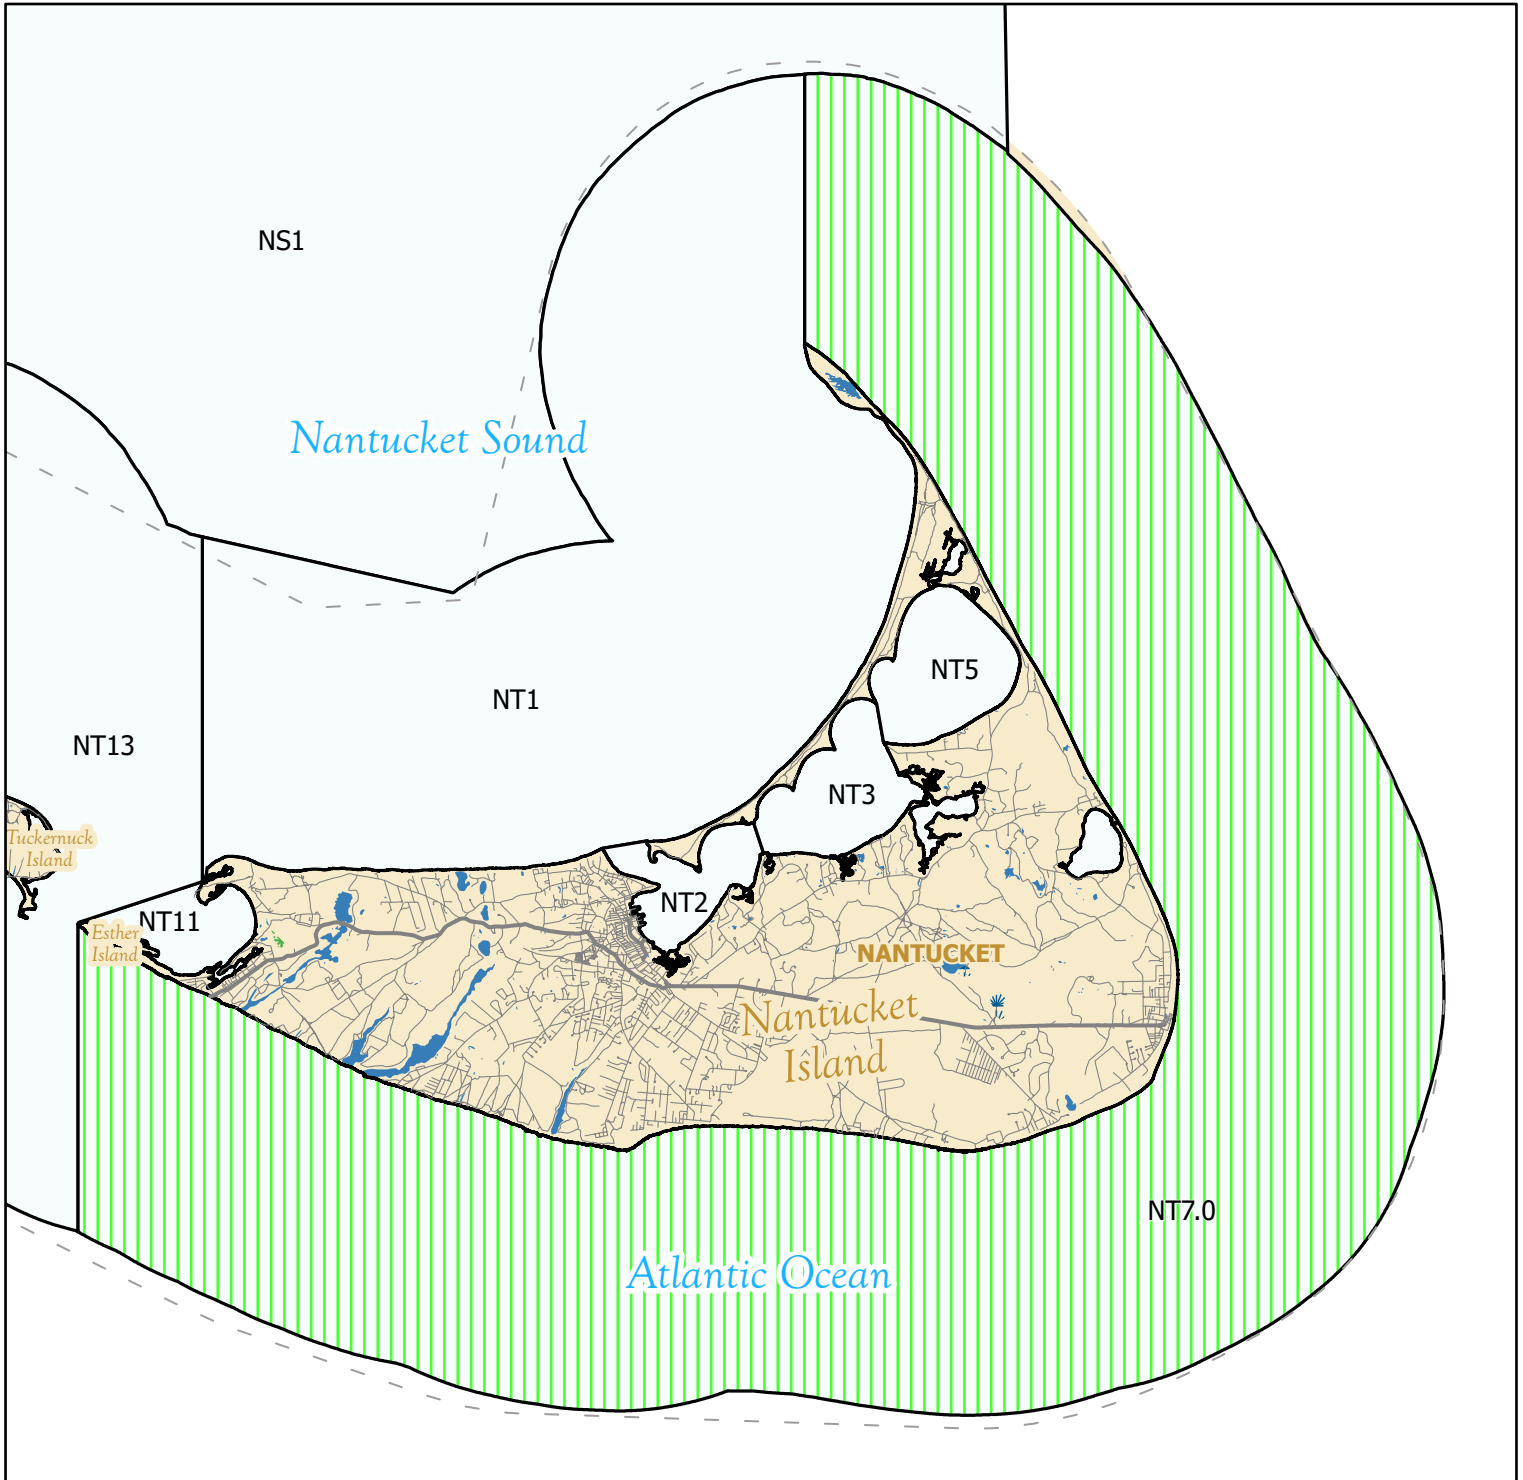 NS1
Nantucket Sound
NT5
NT1
NT13
NT3
Tuckernuck
Island
NT2
NT11
Esther
Island
NANTUCKET
Nantucket
Island
NT7.0
Atlantic Ocean